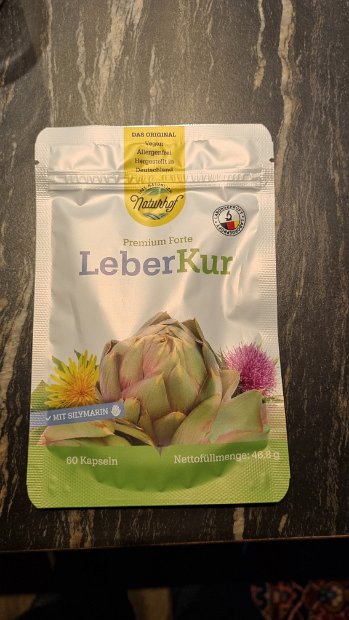 DAS ORIGINAL
Vegan
Allergenfrei
Hergestellt in
Deutschland
Naturhof
Premium Forte
LeberKur
✓ MIT SILYMARIN
60 Kapseln
Nettofüllmenge: 46,8 g